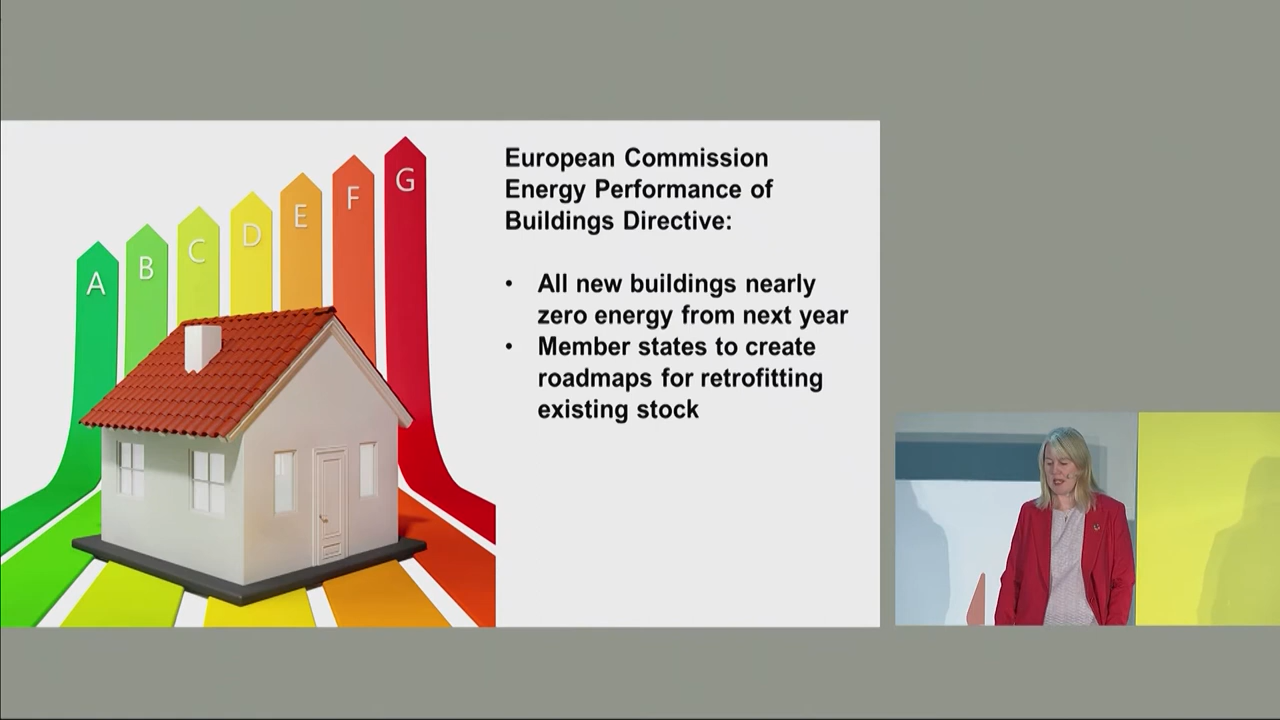 A
B
C
D
E
F
G
European Commission
Energy Performance of
Buildings Directive:
• All new buildings nearly
zero energy from next year
• Member states to create
roadmaps for retrofitting
existing stock